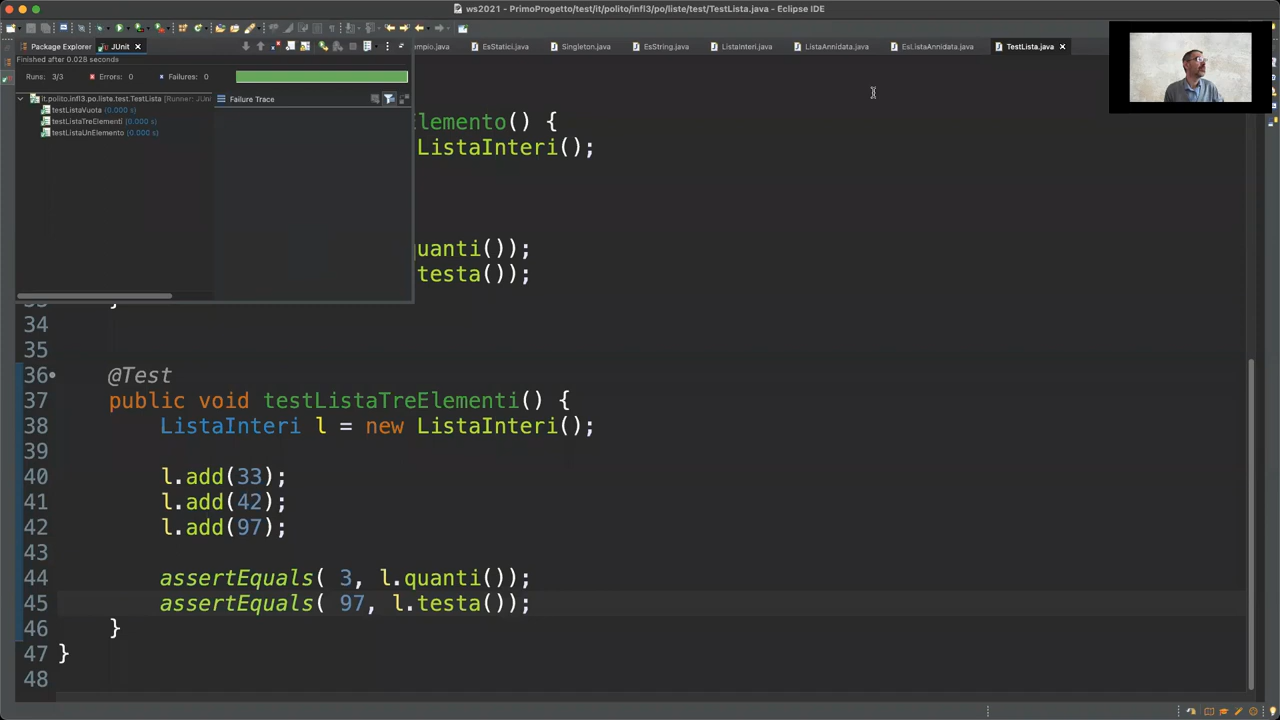 ws2021 - PrimoProgetto/test/it/polito/infl3/po/liste/test/TestLista.java - Eclipse IDE
Package Explorer
JUnit
mpio.java
EsStatici.java
Singleton.java
EsString.java
ListaInteri.java
ListaAnnidata.java
EsListaAnnidata.java
TestLista.java
Finished after 0.028 seconds
Runs: 3/3
Errors: 0
Failures: 0
it.polito.infl3.po.liste.test.TestLista [Runner: JUni
testListaVuota (0.000 s)
testListaTreElementi (0.000 s)
testListaUnElemento (0.000 s)
Failure Trace
Elemento() {
ListaInteri();
quanti());
testa());
}
34
35
36 @Test
37 public void testListaTreElementi() {
38 ListaInteri l = new ListaInteri();
39
40 l.add(33);
41 l.add(42);
42 l.add(97);
43
44 assertEquals( 3, l.quanti());
45 assertEquals( 97, l.testa());
46 }
47 }
48